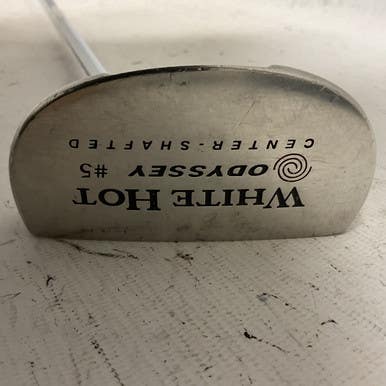 WHITE HOT
ODYSSEY #5
CENTER-SHAFTED